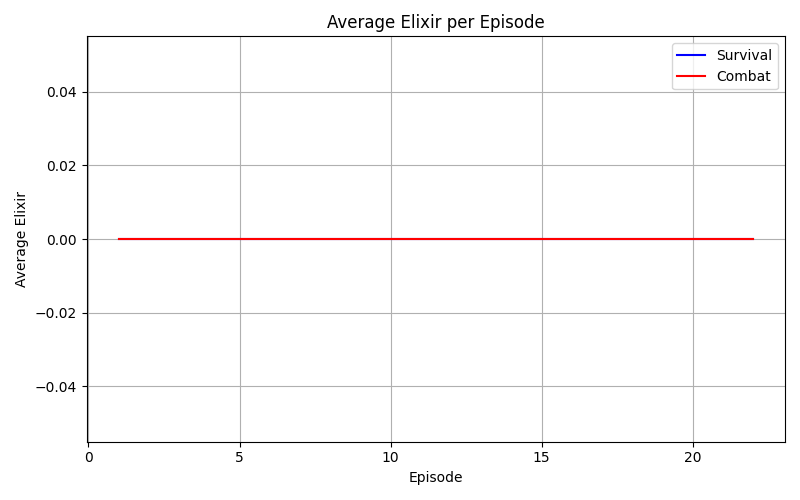 Average Elixir per Episode
Survival
Combat
Average Elixir
0.04
0.02
0.00
−0.02
−0.04
0 5 10 15 20
Episode